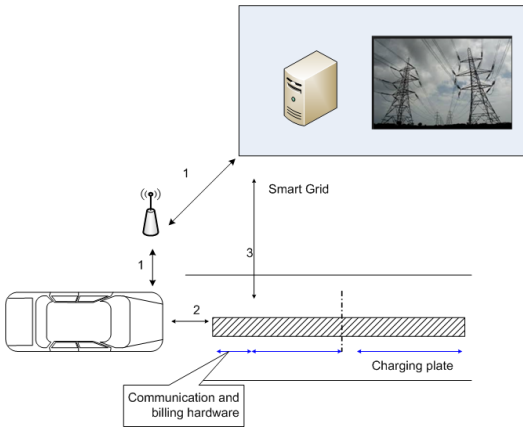 1
Smart Grid
1
3
2
Charging plate
Communication and
billing hardware